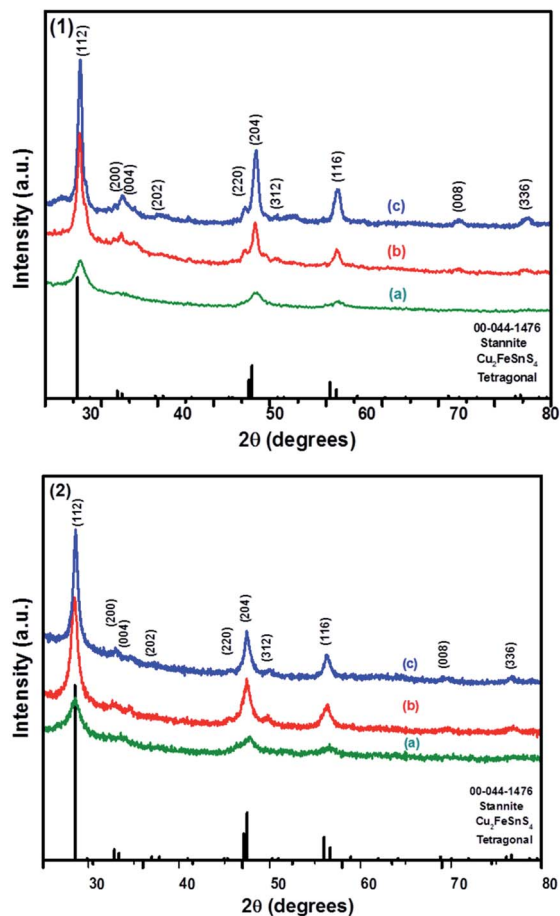 (1)
(112)
(200)
(004)
(202)
(220)
(204)
(312)
(116)
(008)
(336)
(c)
(b)
(a)
00-044-1476
Stannite
Cu₂FeSnS₄
Tetragonal
Intensity (a.u.)
30 40 50 60 70 80
2θ (degrees)
(2)
(112)
(200)
(004)
(202)
(220)
(204)
(312)
(116)
(008)
(336)
(c)
(b)
(a)
00-044-1476
Stannite
Cu₂FeSnS₄
Tetragonal
Intensity (a.u.)
30 40 50 60 70 80
2θ (degrees)